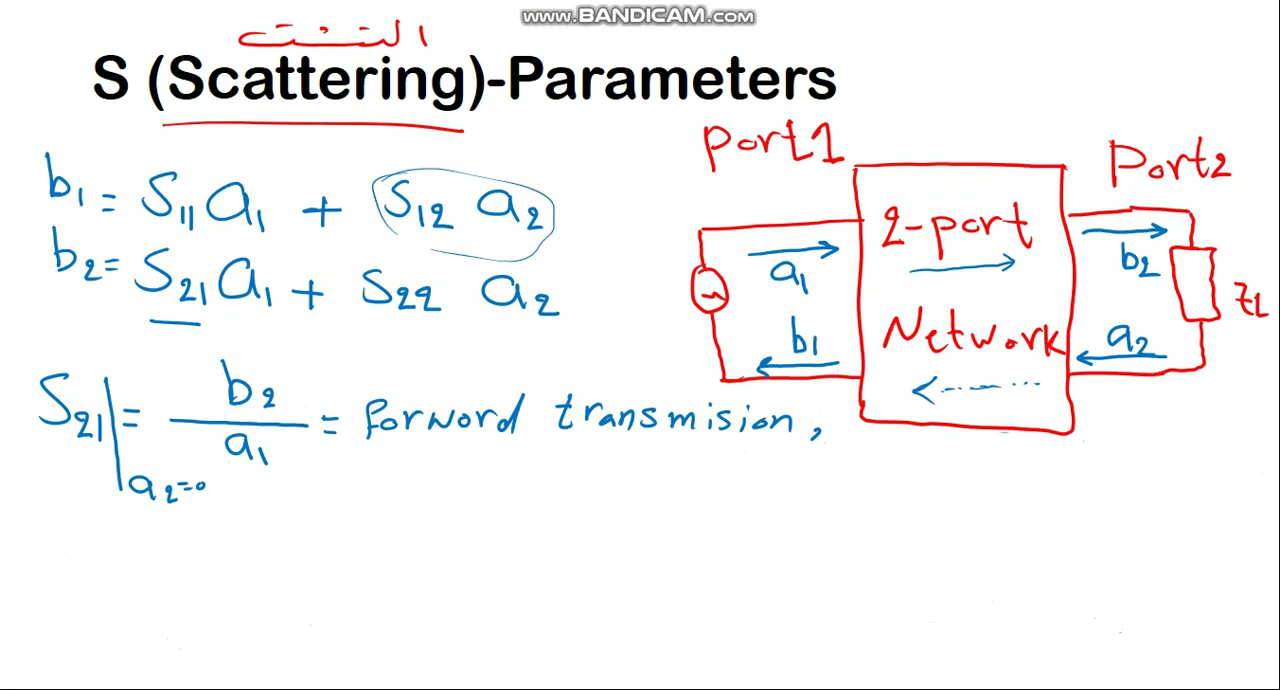 www.BANDICAM.com
التشتت
S (Scattering)-Parameters
b1 = S11 a1 + S12 a2
b2 = S21 a1 + S22 a2
S21 | a2=0 = b2 / a1 = forword transmision,
port1
Port2
2-port
Network
a1
b1
b2
a2
ZL